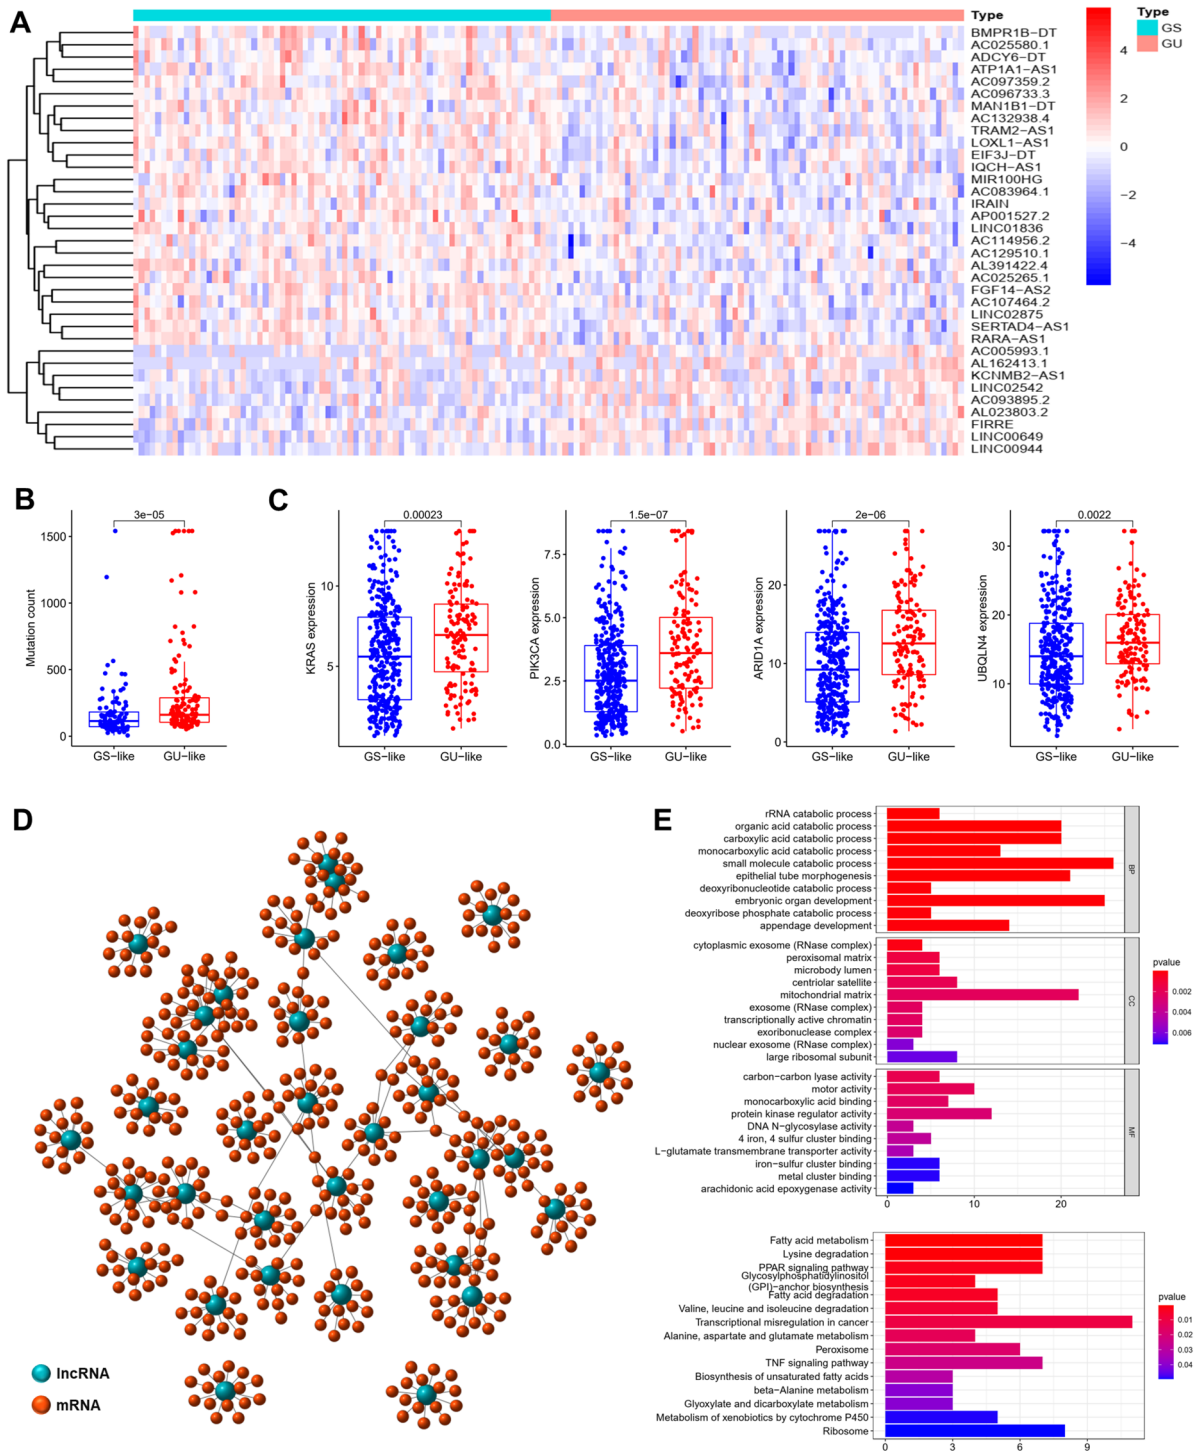 A
Type
BMPR1B-DT
AC025580.1
ADCY6-DT
ATP1A1-AS1
AC097359.2
AC096733.3
MAN1B1-DT
AC132938.4
TRAM2-AS1
LOXL1-AS1
EIF3J-DT
IQCH-AS1
MIR100HG
AC083964.1
IRAIN
AP001527.2
LINC01836
AC114956.2
AC129510.1
AL391422.4
AC025265.1
FGF14-AS2
AC107464.2
LINC02875
SERTAD4-AS1
RARA-AS1
AC005993.1
AL162413.1
KCNMB2-AS1
LINC02542
AC093895.2
AL023803.2
FIRRE
LINC00649
LINC00944
4
2
0
-2
-4
Type
GS
GU
B
Mutation count
1500
1000
500
0
3e-05
GS-like
GU-like
C
KRAS expression
10
5
0.00023
GS-like
GU-like
PIK3CA expression
7.5
5.0
2.5
0.0
1.5e-07
GS-like
GU-like
ARID1A expression
20
10
0
2e-06
GS-like
GU-like
UBQLN4 expression
30
20
10
0.0022
GS-like
GU-like
D
lncRNA
mRNA
E
rRNA catabolic process
organic acid catabolic process
carboxylic acid catabolic process
monocarboxylic acid catabolic process
small molecule catabolic process
epithelial tube morphogenesis
deoxyribonucleotide catabolic process
embryonic organ development
deoxyribose phosphate catabolic process
appendage development
BP
cytoplasmic exosome (RNase complex)
peroxisomal matrix
microbody lumen
centriolar satellite
mitochondrial matrix
exosome (RNase complex)
transcriptionally active chromatin
exoribonuclease complex
nuclear exosome (RNase complex)
large ribosomal subunit
CC
carbon-carbon lyase activity
motor activity
monocarboxylic acid binding
protein kinase regulator activity
DNA N-glycosylase activity
4 iron, 4 sulfur cluster binding
L-glutamate transmembrane transporter activity
iron-sulfur cluster binding
metal cluster binding
arachidonic acid epoxygenase activity
MF
0
10
20
pvalue
0.002
0.004
0.006
Fatty acid metabolism
Lysine degradation
PPAR signaling pathway
Glycosylphosphatidylinositol
(GPI)-anchor biosynthesis
Fatty acid degradation
Valine, leucine and isoleucine degradation
Transcriptional misregulation in cancer
Alanine, aspartate and glutamate metabolism
Peroxisome
TNF signaling pathway
Biosynthesis of unsaturated fatty acids
beta-Alanine metabolism
Glyoxylate and dicarboxylate metabolism
Metabolism of xenobiotics by cytochrome P450
Ribosome
0
3
6
9
pvalue
0.01
0.02
0.03
0.04